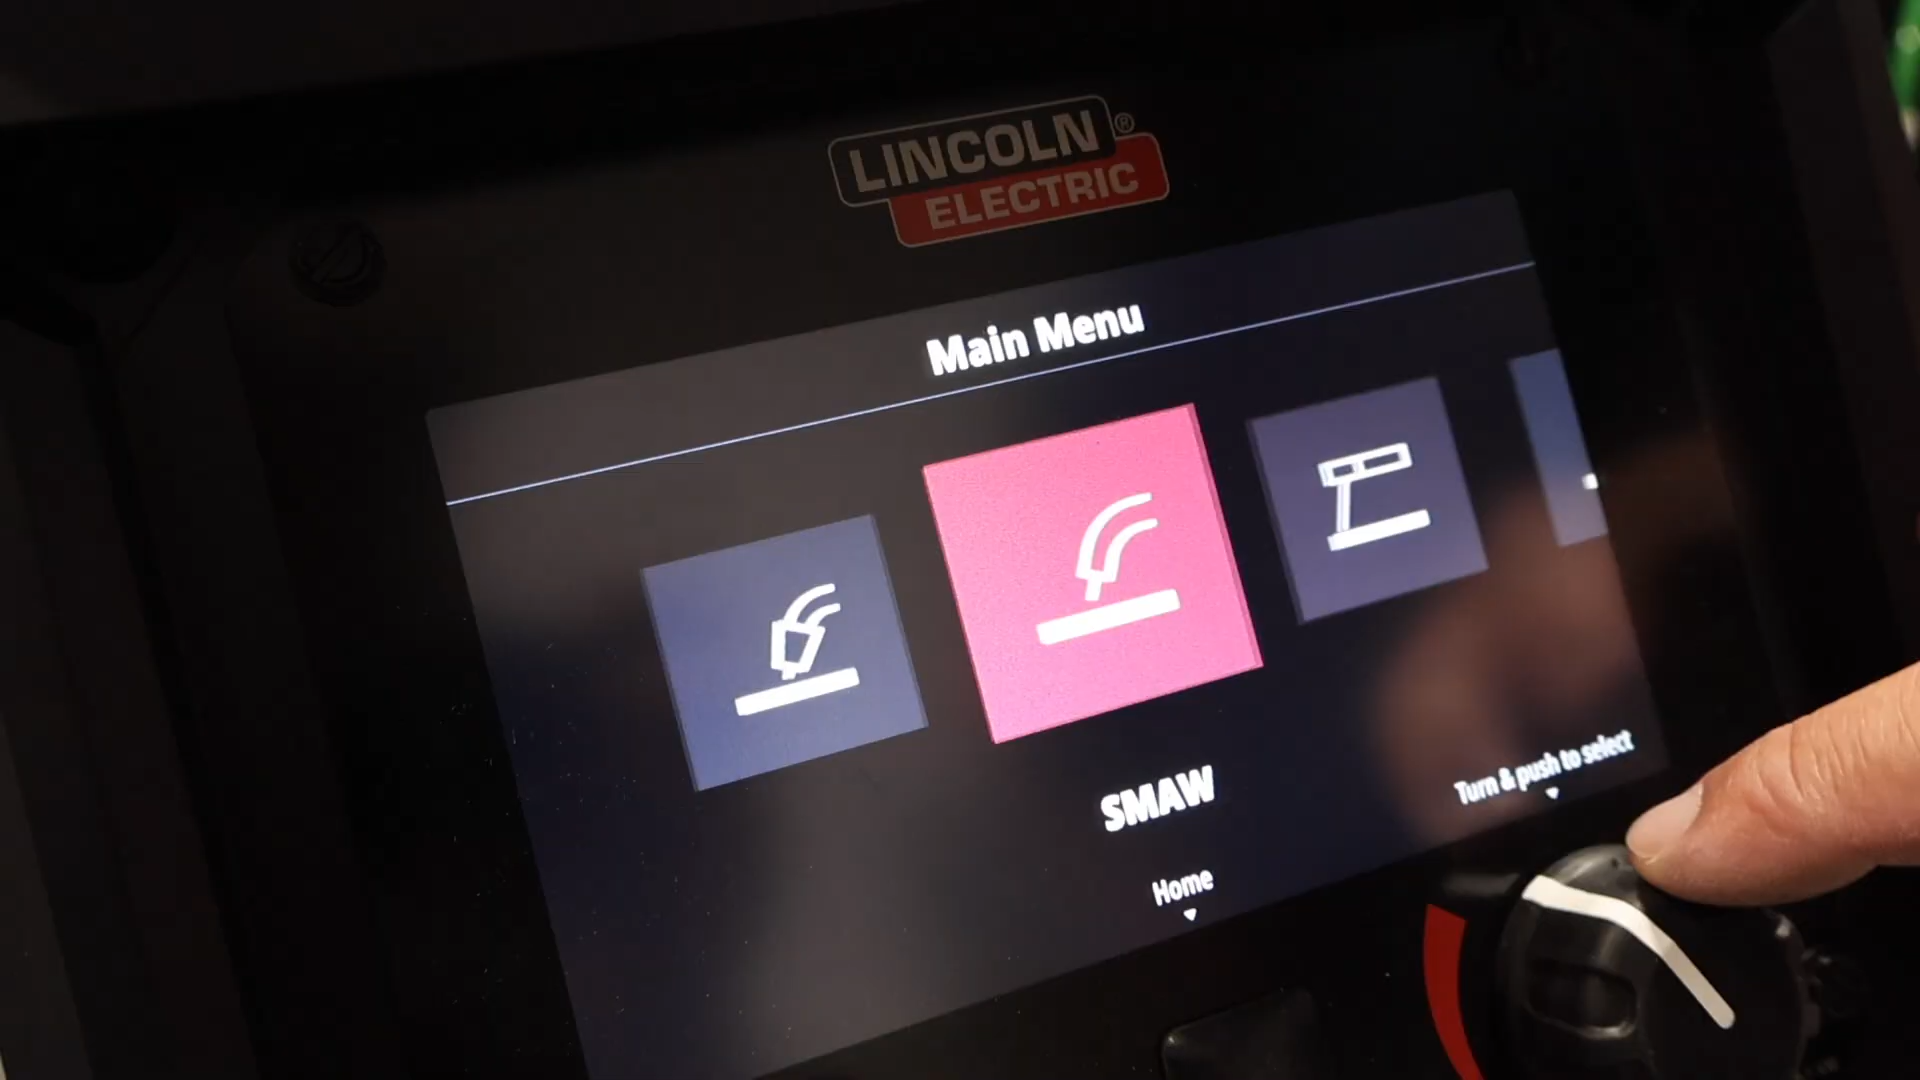 LINCOLN ®
ELECTRIC
Main Menu
SMAW
Turn & push to select
Home